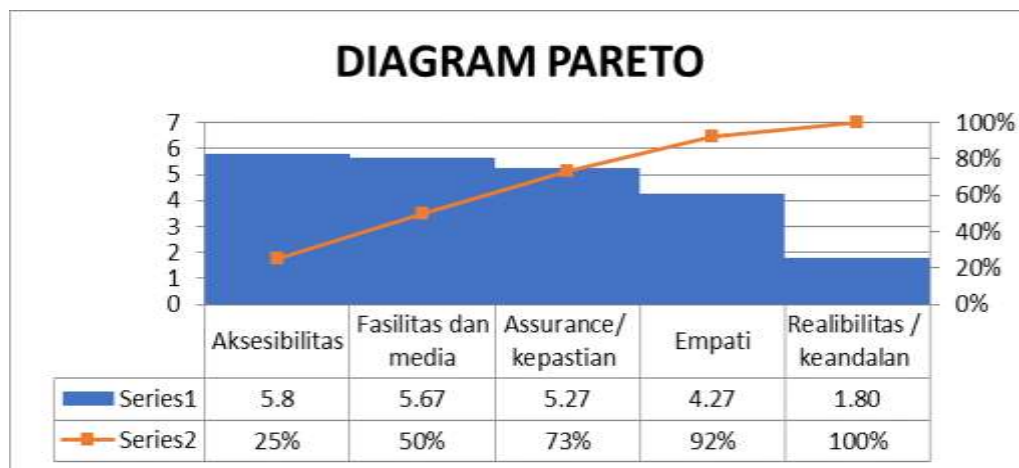 DIAGRAM PARETO
7
6
5
4
3
2
1
0
100%
80%
60%
40%
20%
0%
Aksesibilitas
Fasilitas dan
media
Assurance/
kepastian
Empati
Realibilitas /
keandalan
Series1 5.8 5.67 5.27 4.27 1.80
Series2 25% 50% 73% 92% 100%